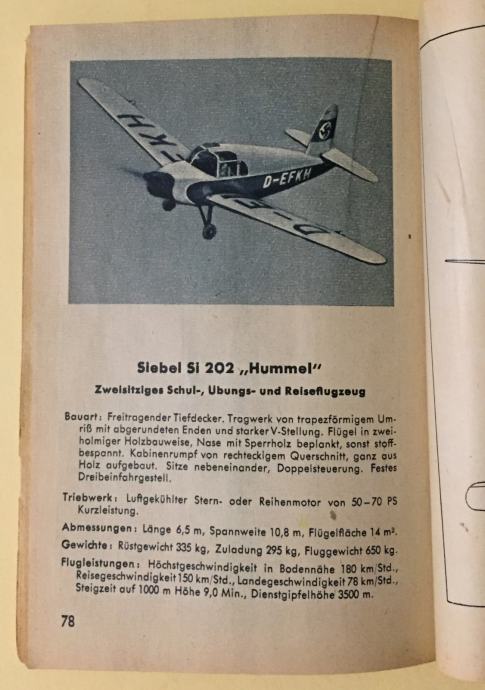 D-EFKH
Siebel Si 202 „Hummel"
Zweisitziges Schul-, Ubungs- und Reiseflugzeug
Bauart: Freitragender Tiefdecker. Tragwerk von trapezförmigem Um-
riß mit abgerundeten Enden und starker V-Stellung. Flügel in zwei-
holmiger Holzbauweise, Nase mit Sperrholz beplankt, sonst stoff-
bespannt. Kabinenrumpf von rechteckigem Querschnitt, ganz aus
Holz aufgebaut. Sitze nebeneinander, Doppelsteuerung. Festes
Dreibeinfahrgestell.
Triebwerk: Luftgekühlter Stern- oder Reihenmotor von 50–70 PS
Kurzleistung.
Abmessungen: Länge 6,5 m, Spannweite 10,8 m, Flügelfläche 14 m².
Gewichte: Rüstgewicht 335 kg, Zuladung 295 kg, Fluggewicht 650 kg.
Flugleistungen: Höchstgeschwindigkeit in Bodennähe 180 km/Std.,
Reisegeschwindigkeit 150 km/Std., Landegeschwindigkeit 78 km/Std.,
Steigzeit auf 1000 m Höhe 9,0 Min., Dienstgipfelhöhe 3500 m.
78